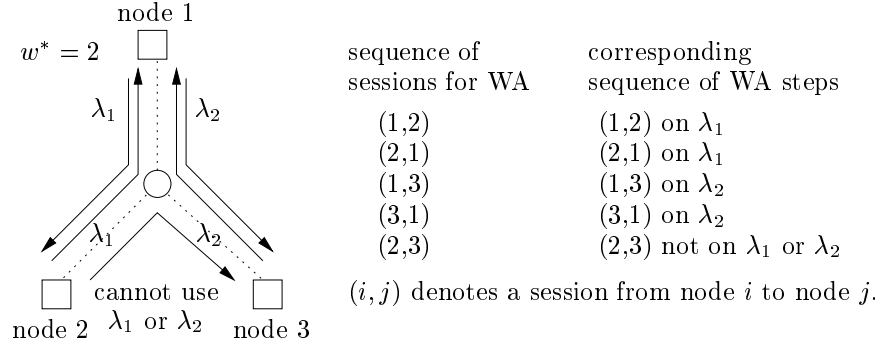 node 1
w* = 2
λ₁
λ₂
λ₁
λ₂
cannot use
λ₁ or λ₂
node 2
node 3
sequence of
sessions for WA
(1,2)
(2,1)
(1,3)
(3,1)
(2,3)
corresponding
sequence of WA steps
(1,2) on λ₁
(2,1) on λ₁
(1,3) on λ₂
(3,1) on λ₂
(2,3) not on λ₁ or λ₂
(i, j) denotes a session from node i to node j.